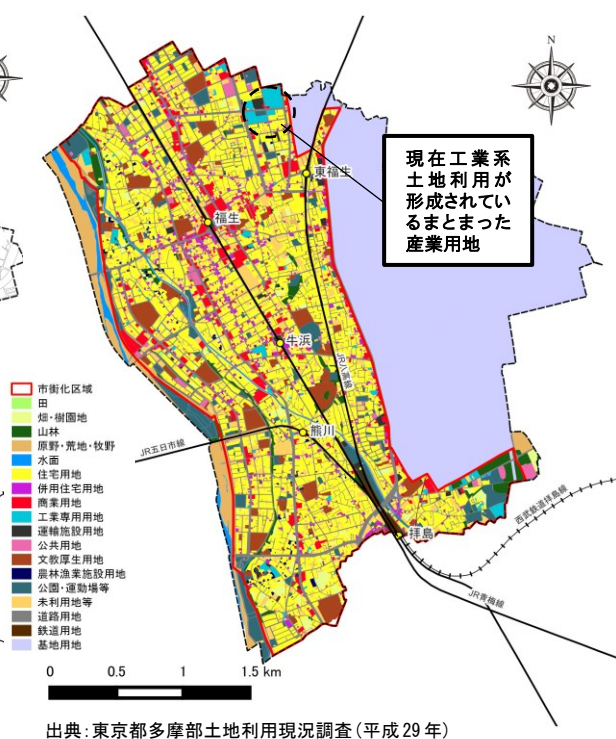 N
現在工業系
土地利用が
形成されてい
るまとまった
産業用地
東福生
福生
牛浜
JR八高線
熊川
JR五日市線
拝島
西武鉄道拝島線
JR青梅線
市街化区域
田
畑・樹園地
山林
原野・荒地・牧野
水面
住宅用地
併用住宅用地
商業用地
工業専用用地
運輸施設用地
公共用地
文教厚生用地
農林漁業施設用地
公園・運動場等
未利用地等
道路用地
鉄道用地
基地用地
0 0.5 1 1.5 km
出典:東京都多摩部土地利用現況調査(平成29年)